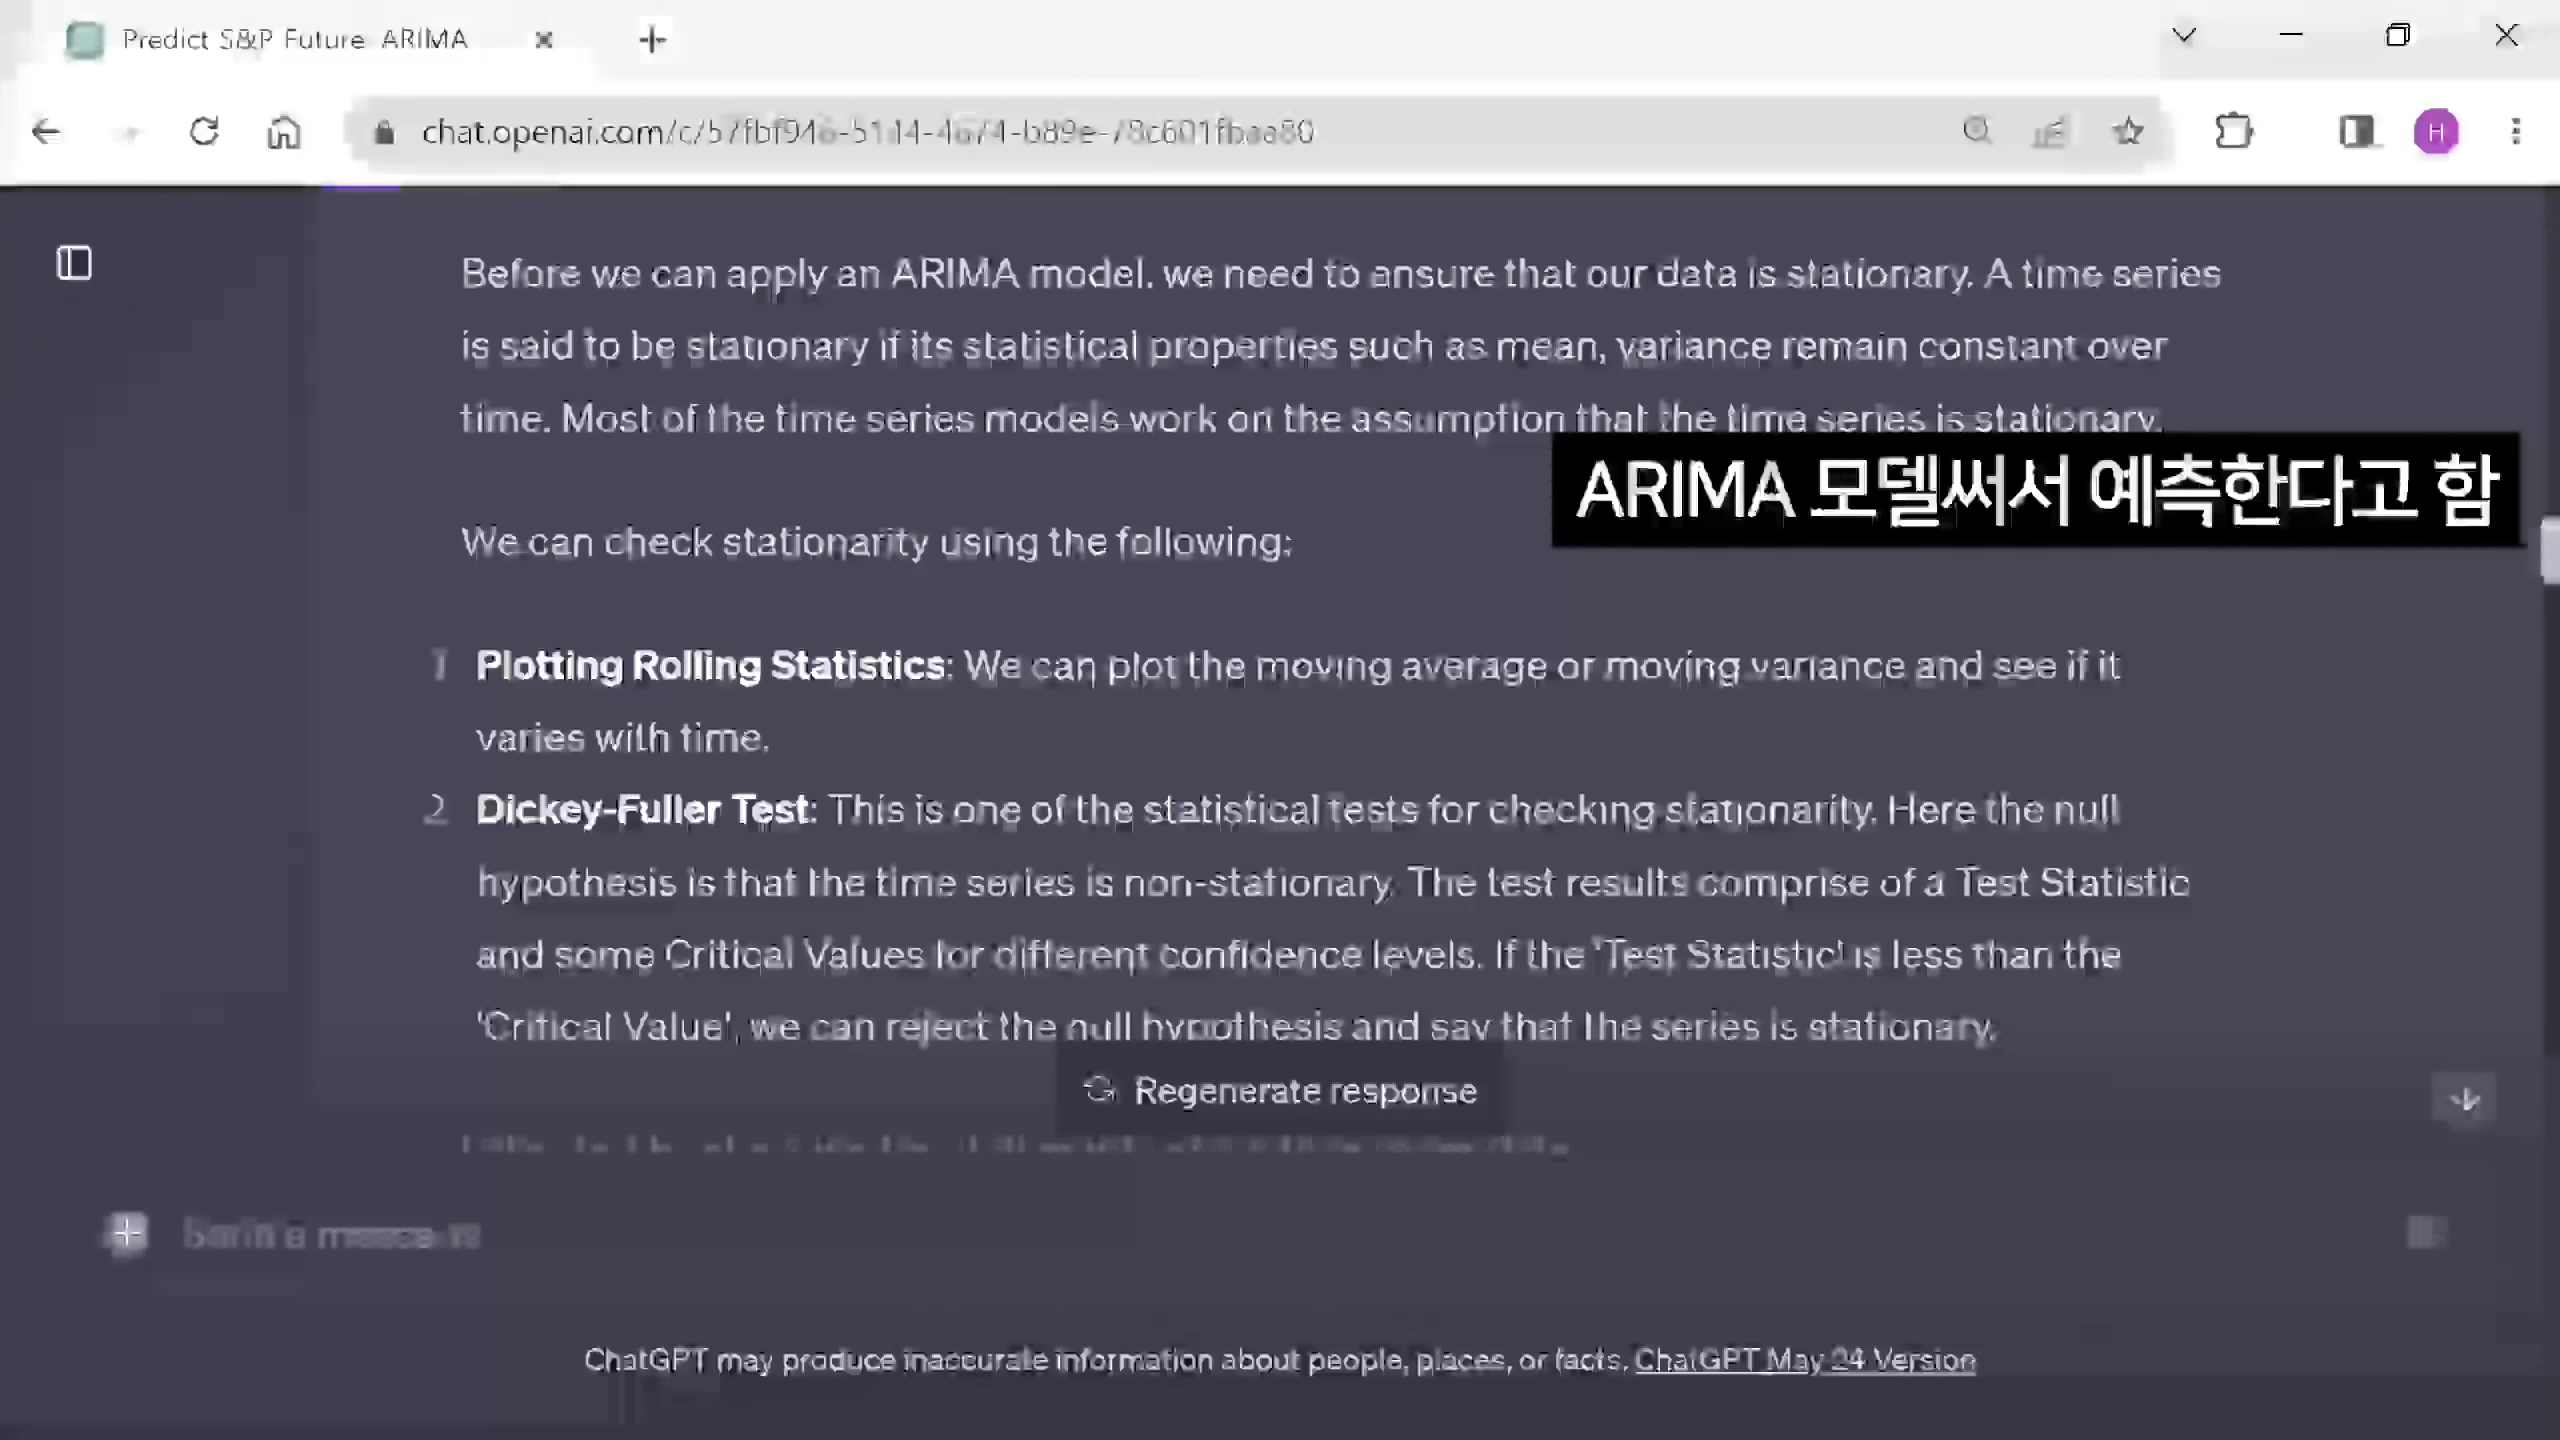 Predict S&P Future ARIMA
chat.openai.com/c/
H
Before we can apply an ARIMA model. we need to ensure that our data is stationary. A time series
is said to be stationary if its statistical properties such as mean, variance remain constant over
time. Most of the time series models work on the assumption that the time series is stationary.
ARIMA 모델써서 예측한다고 함
We can check stationarity using the following:
1 Plotting Rolling Statistics: We can plot the moving average or moving variance and see if it
varies with time.
2 Dickey-Fuller Test: This is one of the statistical tests for checking stationarity. Here the null
hypothesis is that the time series is non-stationary. The test results comprise of a Test Statistic
and some Critical Values for different confidence levels. If the 'Test Statistic' is less than the
'Critical Value', we can reject the null hypothesis and say that the series is stationary.
Regenerate response
ChatGPT may produce inaccurate information about people, places, or facts. ChatGPT May 24 Version